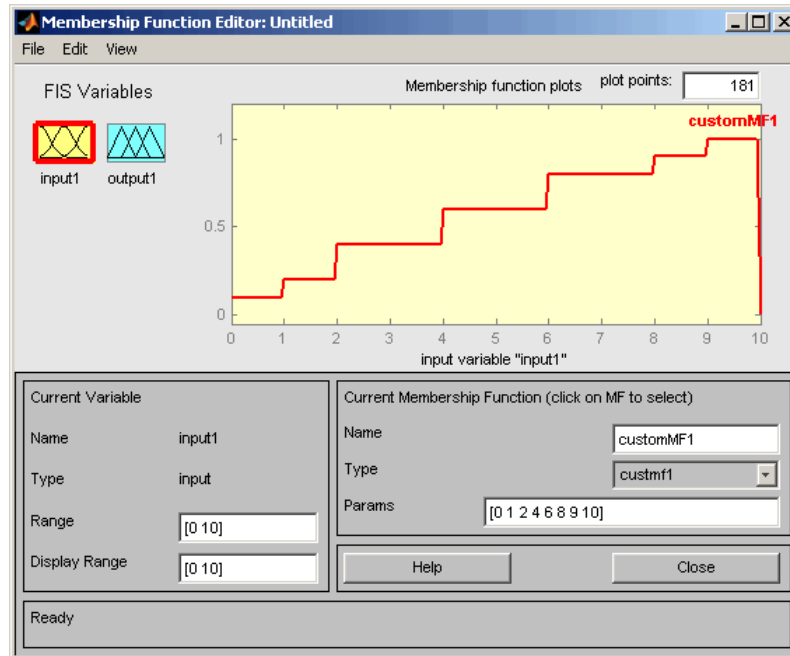 Membership Function Editor: Untitled
File Edit View
FIS Variables
Membership function plots plot points: 181
customMF1
1
0.5
0
input1 output1
0 1 2 3 4 5 6 7 8 9 10
input variable "input1"
Current Variable
Name input1
Type input
Range [0 10]
Display Range [0 10]
Current Membership Function (click on MF to select)
Name customMF1
Type custmf1
Params [0 1 2 4 6 8 9 10]
Help Close
Ready